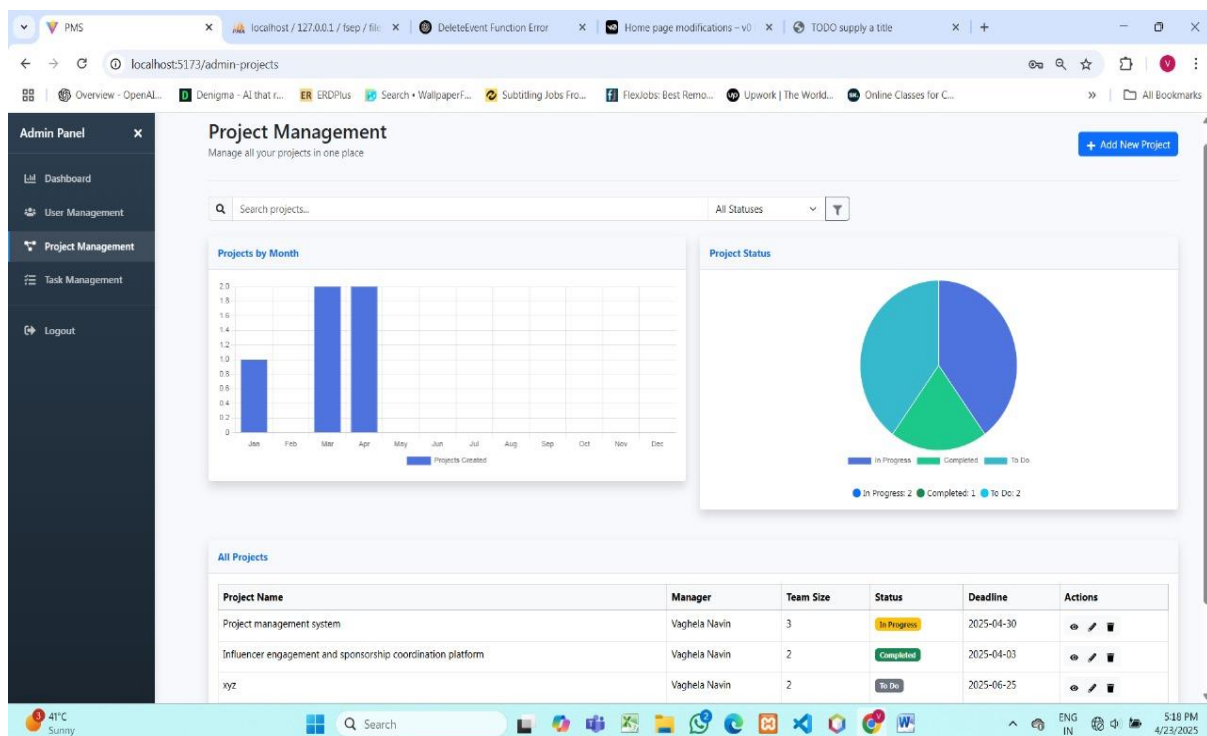 PMS
localhost / 127.0.0.1 / fsep / file
DeleteEvent Function Error
Home page modifications – v0
TODO supply a title
localhost:5173/admin-projects
Overview - OpenAI...
Denigma - AI that r...
ER ERDPlus
Search • WallpaperF...
Subtitling Jobs Fro...
FlexJobs: Best Remo...
Upwork | The World...
Online Classes for C...
All Bookmarks
Admin Panel
Dashboard
User Management
Project Management
Task Management
Logout
Project Management
Manage all your projects in one place
+ Add New Project
Search projects...
All Statuses
Projects by Month
2.0
1.8
1.6
1.4
1.2
1.0
0.8
0.6
0.4
0.2
0
Jan Feb Mar Apr May Jun Jul Aug Sep Oct Nov Dec
Projects Created
Project Status
In Progress Completed To Do
In Progress: 2 Completed: 1 To Do: 2
All Projects
Project Name Manager Team Size Status Deadline Actions
Project management system Vaghela Navin 3 In Progress 2025-04-30
Influencer engagement and sponsorship coordination platform Vaghela Navin 2 Completed 2025-04-03
xyz Vaghela Navin 2 To Do 2025-06-25
3 41°C
Sunny
Search
ENG
IN
5:18 PM
4/23/2025